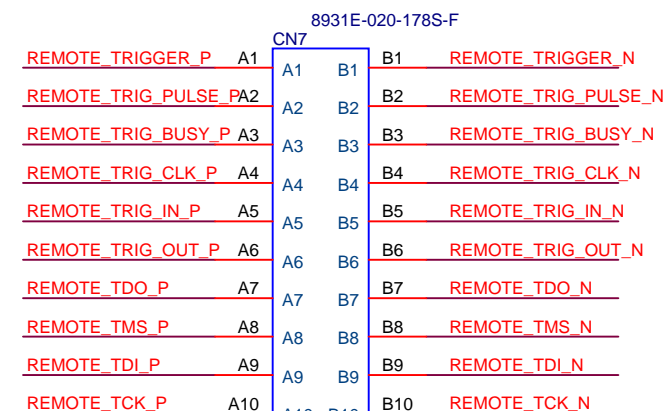 8931E-020-178S-F
CN7
REMOTE_TRIGGER_P A1 A1 B1 B1 REMOTE_TRIGGER_N
REMOTE_TRIG_PULSE_P A2 A2 B2 B2 REMOTE_TRIG_PULSE_N
REMOTE_TRIG_BUSY_P A3 A3 B3 B3 REMOTE_TRIG_BUSY_N
REMOTE_TRIG_CLK_P A4 A4 B4 B4 REMOTE_TRIG_CLK_N
REMOTE_TRIG_IN_P A5 A5 B5 B5 REMOTE_TRIG_IN_N
REMOTE_TRIG_OUT_P A6 A6 B6 B6 REMOTE_TRIG_OUT_N
REMOTE_TDO_P A7 A7 B7 B7 REMOTE_TDO_N
REMOTE_TMS_P A8 A8 B8 B8 REMOTE_TMS_N
REMOTE_TDI_P A9 A9 B9 B9 REMOTE_TDI_N
REMOTE_TCK_P A10 A10 B10 B10 REMOTE_TCK_N